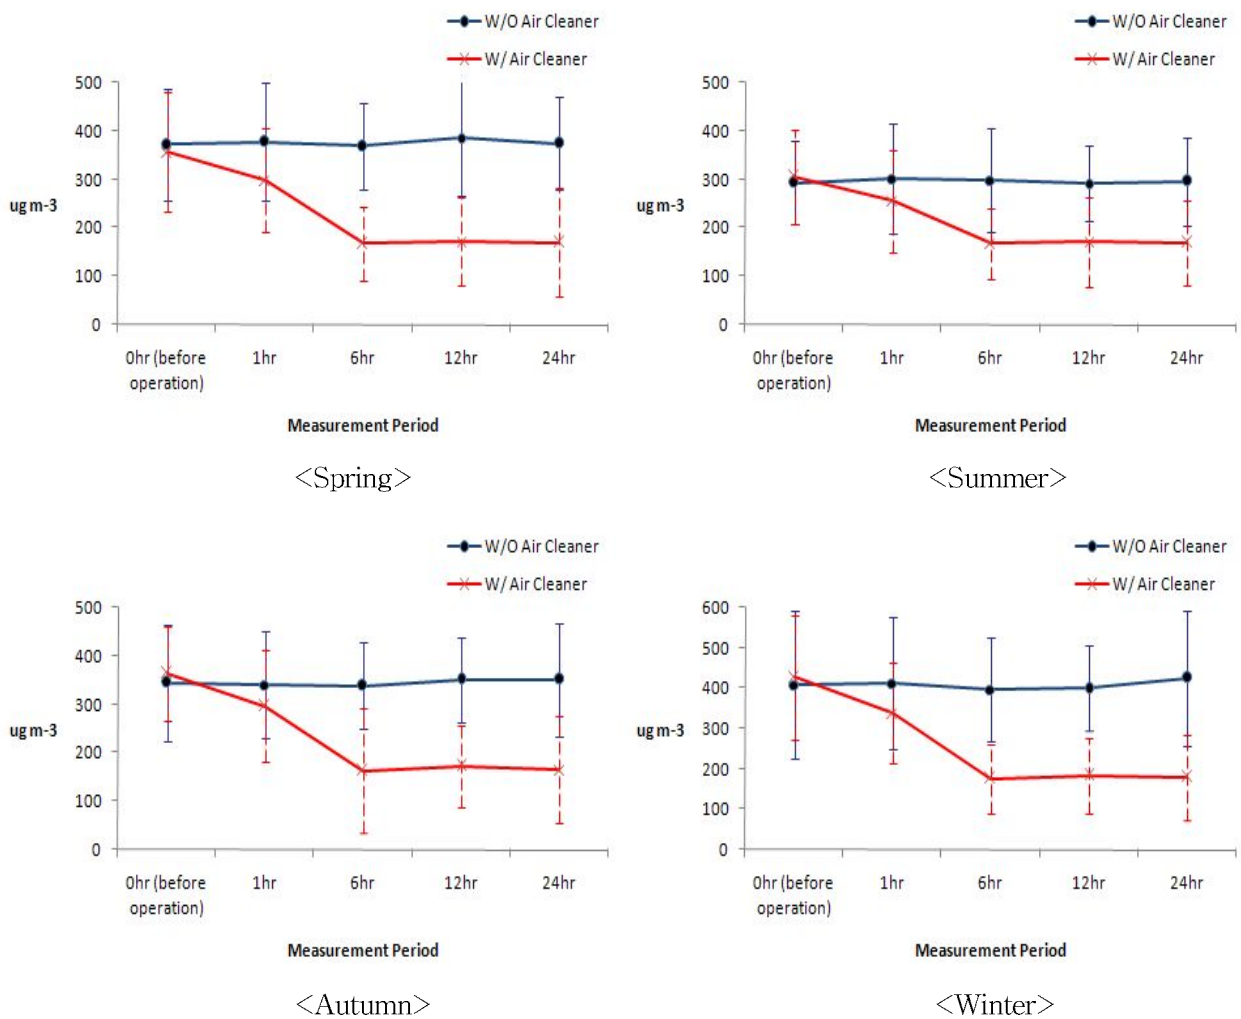 W/O Air Cleaner
W/ Air Cleaner
500
400
300
200
100
0
ug m-3
0hr (before operation)
1hr
6hr
12hr
24hr
Measurement Period
<Spring>
W/O Air Cleaner
W/ Air Cleaner
500
400
300
200
100
0
ug m-3
0hr (before operation)
1hr
6hr
12hr
24hr
Measurement Period
<Summer>
W/O Air Cleaner
W/ Air Cleaner
500
400
300
200
100
0
ug m-3
0hr (before operation)
1hr
6hr
12hr
24hr
Measurement Period
<Autumn>
W/O Air Cleaner
W/ Air Cleaner
600
500
400
300
200
100
0
ug m-3
0hr (before operation)
1hr
6hr
12hr
24hr
Measurement Period
<Winter>